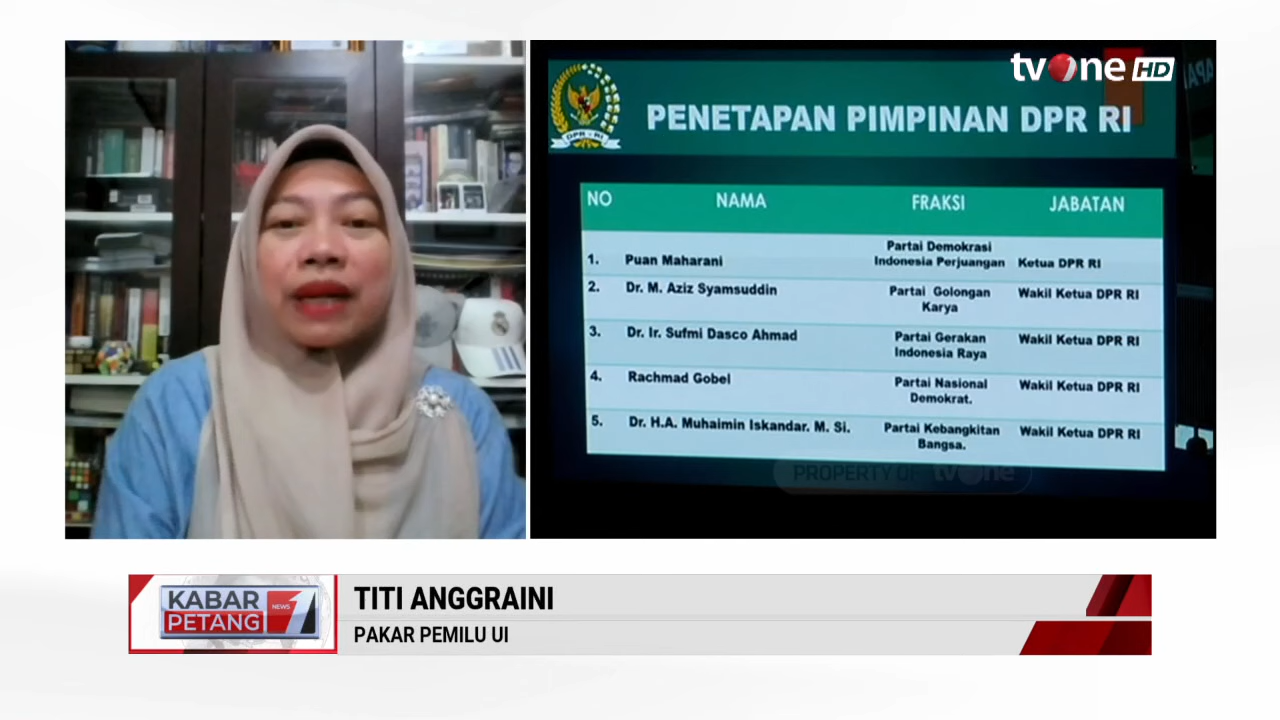 tvOne HD
DPR - RI
PENETAPAN PIMPINAN DPR RI
NO NAMA FRAKSI JABATAN
1. Puan Maharani Partai Demokrasi Indonesia Perjuangan Ketua DPR RI
2. Dr. M. Aziz Syamsuddin Partai Golongan Karya Wakil Ketua DPR RI
3. Dr. Ir. Sufmi Dasco Ahmad Partai Gerakan Indonesia Raya Wakil Ketua DPR RI
4. Rachmad Gobel Partai Nasional Demokrat. Wakil Ketua DPR RI
5. Dr. H.A. Muhaimin Iskandar. M. Si. Partai Kebangkitan Bangsa. Wakil Ketua DPR RI
PROPERTY OF tvOne
KABAR PETANG NEWS
TITI ANGGRAINI
PAKAR PEMILU UI